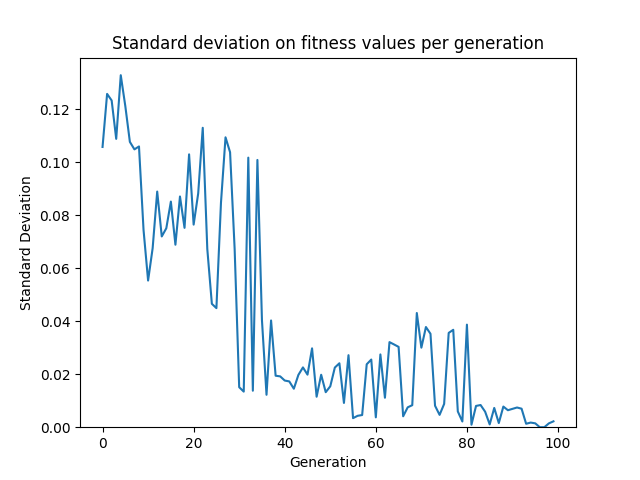 Standard deviation on fitness values per generation
0.12
0.10
0.08
0.06
0.04
0.02
0.00
Standard Deviation
0 20 40 60 80 100
Generation